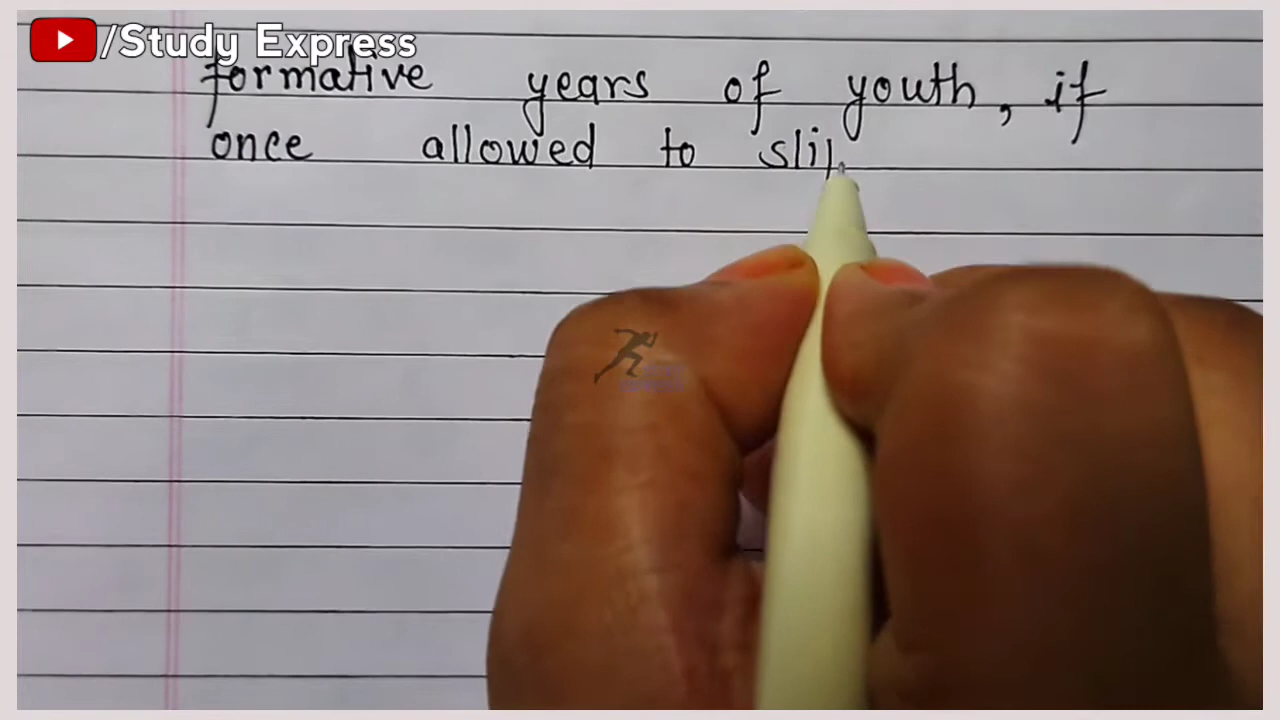 /Study Express
formative years of youth, if
once allowed to sli